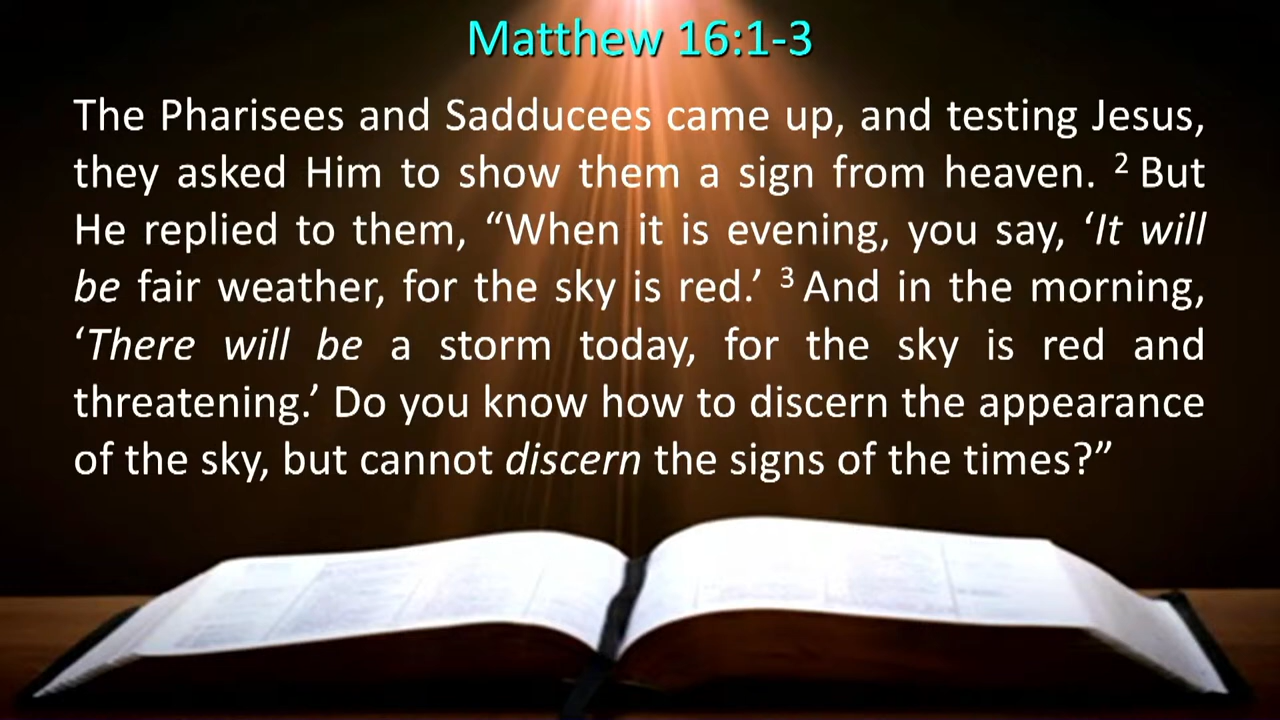 Matthew 16:1-3
The Pharisees and Sadducees came up, and testing Jesus,
they asked Him to show them a sign from heaven. ² But
He replied to them, “When it is evening, you say, ‘It will
be fair weather, for the sky is red.’ ³ And in the morning,
‘There will be a storm today, for the sky is red and
threatening.’ Do you know how to discern the appearance
of the sky, but cannot discern the signs of the times?”